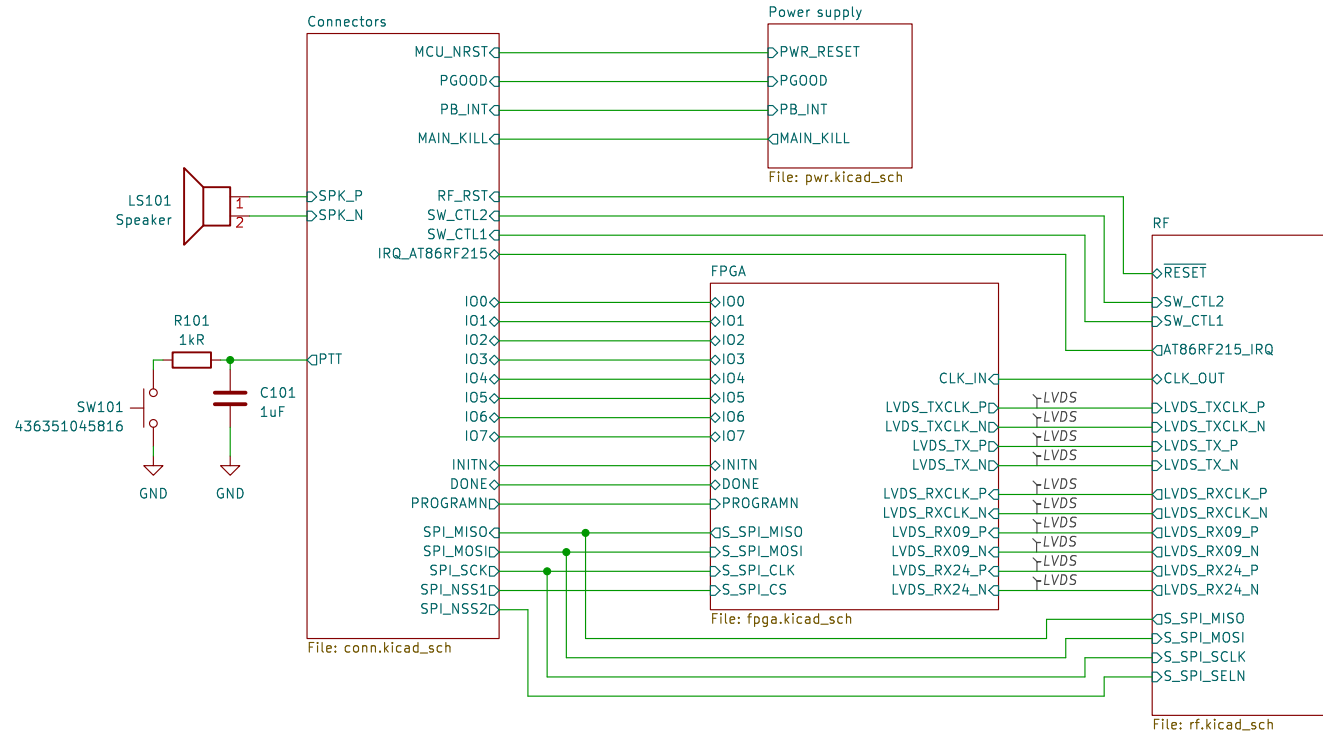 Connectors
MCU_NRST
PGOOD
PB_INT
MAIN_KILL
SPK_P
SPK_N
RF_RST
SW_CTL2
SW_CTL1
IRQ_AT86RF215
IO0
IO1
IO2
IO3
IO4
IO5
IO6
IO7
PTT
INITN
DONE
PROGRAMN
SPI_MISO
SPI_MOSI
SPI_SCK
SPI_NSS1
SPI_NSS2
File: conn.kicad_sch
LS101
Speaker
1
2
R101
1kR
SW101
436351045816
C101
1uF
GND
GND
Power supply
PWR_RESET
PGOOD
PB_INT
MAIN_KILL
File: pwr.kicad_sch
FPGA
IO0
IO1
IO2
IO3
IO4
IO5
IO6
IO7
INITN
DONE
PROGRAMN
S_SPI_MISO
S_SPI_MOSI
S_SPI_CLK
S_SPI_CS
CLK_IN
LVDS_TXCLK_P
LVDS_TXCLK_N
LVDS_TX_P
LVDS_TX_N
LVDS_RXCLK_P
LVDS_RXCLK_N
LVDS_RX09_P
LVDS_RX09_N
LVDS_RX24_P
LVDS_RX24_N
File: fpga.kicad_sch
LVDS
LVDS
LVDS
LVDS
LVDS
LVDS
LVDS
LVDS
LVDS
LVDS
RF
RESET
SW_CTL2
SW_CTL1
AT86RF215_IRQ
CLK_OUT
LVDS_TXCLK_P
LVDS_TXCLK_N
LVDS_TX_P
LVDS_TX_N
LVDS_RXCLK_P
LVDS_RXCLK_N
LVDS_RX09_P
LVDS_RX09_N
LVDS_RX24_P
LVDS_RX24_N
S_SPI_MISO
S_SPI_MOSI
S_SPI_SCLK
S_SPI_SELN
File: rf.kicad_sch